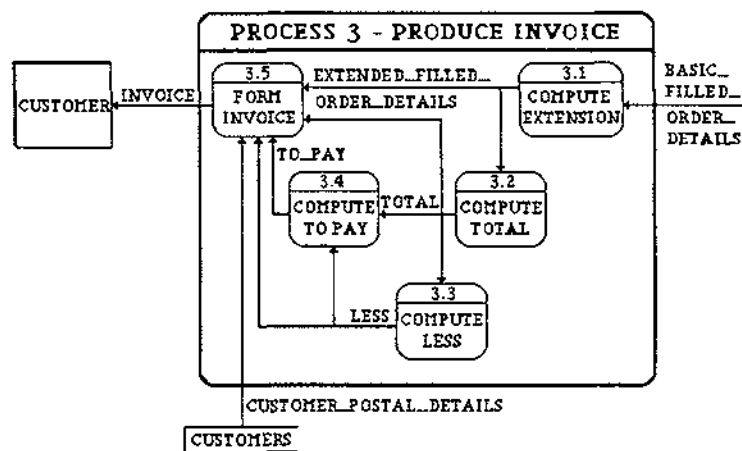 PROCESS 3 - PRODUCE INVOICE
3.5
FORM
INVOICE
EXTENDED_FILLED_
ORDER_DETAILS
3.1
COMPUTE
EXTENSION
BASIC_
FILLED_
ORDER_
DETAILS
CUSTOMER
INVOICE
TO_PAY
3.4
COMPUTE
TO PAY
TOTAL
3.2
COMPUTE
TOTAL
3.3
COMPUTE
LESS
LESS
CUSTOMER_POSTAL_DETAILS
CUSTOMERS